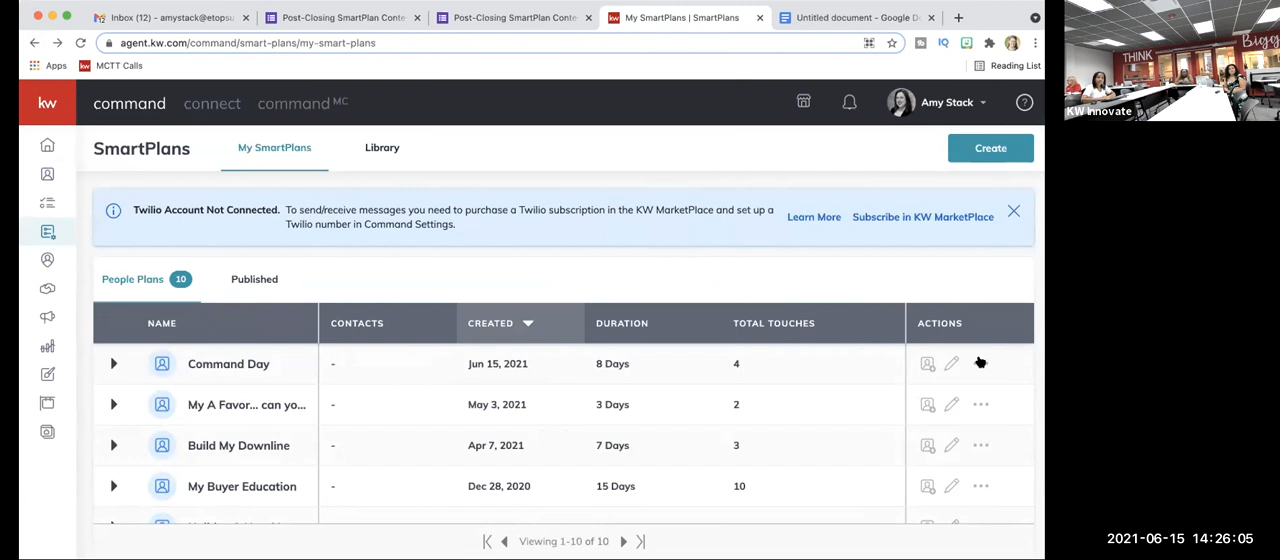 Inbox (12) - amystack@etopsu
Post-Closing SmartPlan Conte
Post-Closing SmartPlan Conte
My SmartPlans | SmartPlans
Untitled document - Google D
agent.kw.com/command/smart-plans/my-smart-plans
Apps
MCTT Calls
Reading List
kw
command
connect
command MC
Amy Stack
SmartPlans
My SmartPlans
Library
Create
Twilio Account Not Connected. To send/receive messages you need to purchase a Twilio subscription in the KW MarketPlace and set up a
Twilio number in Command Settings.
Learn More
Subscribe in KW MarketPlace
People Plans 10
Published
NAME CONTACTS CREATED DURATION TOTAL TOUCHES ACTIONS
Command Day - Jun 15, 2021 8 Days 4
My A Favor... can yo... - May 3, 2021 3 Days 2
Build My Downline - Apr 7, 2021 7 Days 3
My Buyer Education - Dec 28, 2020 15 Days 10
Viewing 1-10 of 10
THINK
Bigg
KW Innovate
2021-06-15 14:26:05